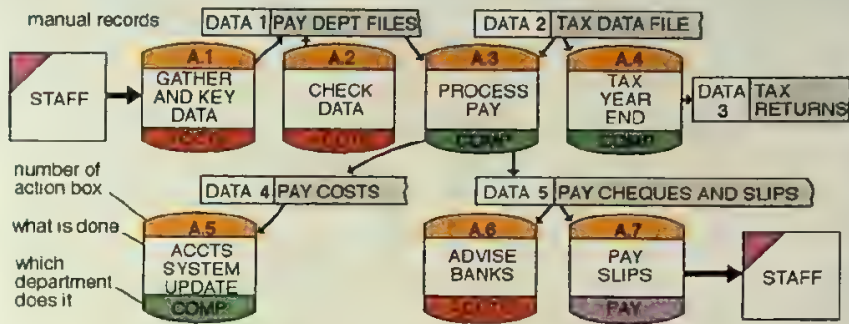 manual records
DATA 1 PAY DEPT FILES
DATA 2 TAX DATA FILE
STAFF
A.1
GATHER
AND KEY
DATA
A.2
CHECK
DATA
A.3
PROCESS
PAY
COMP
A.4
TAX
YEAR
END
COMP
DATA
3
TAX
RETURNS
number of
action box
what is done
which
department
does it
DATA 4 PAY COSTS
DATA 5 PAY CHEQUES AND SLIPS
A.5
ACCTS
SYSTEM
UPDATE
COMP
A.6
ADVISE
BANKS
A.7
PAY
SLIPS
PAY
STAFF